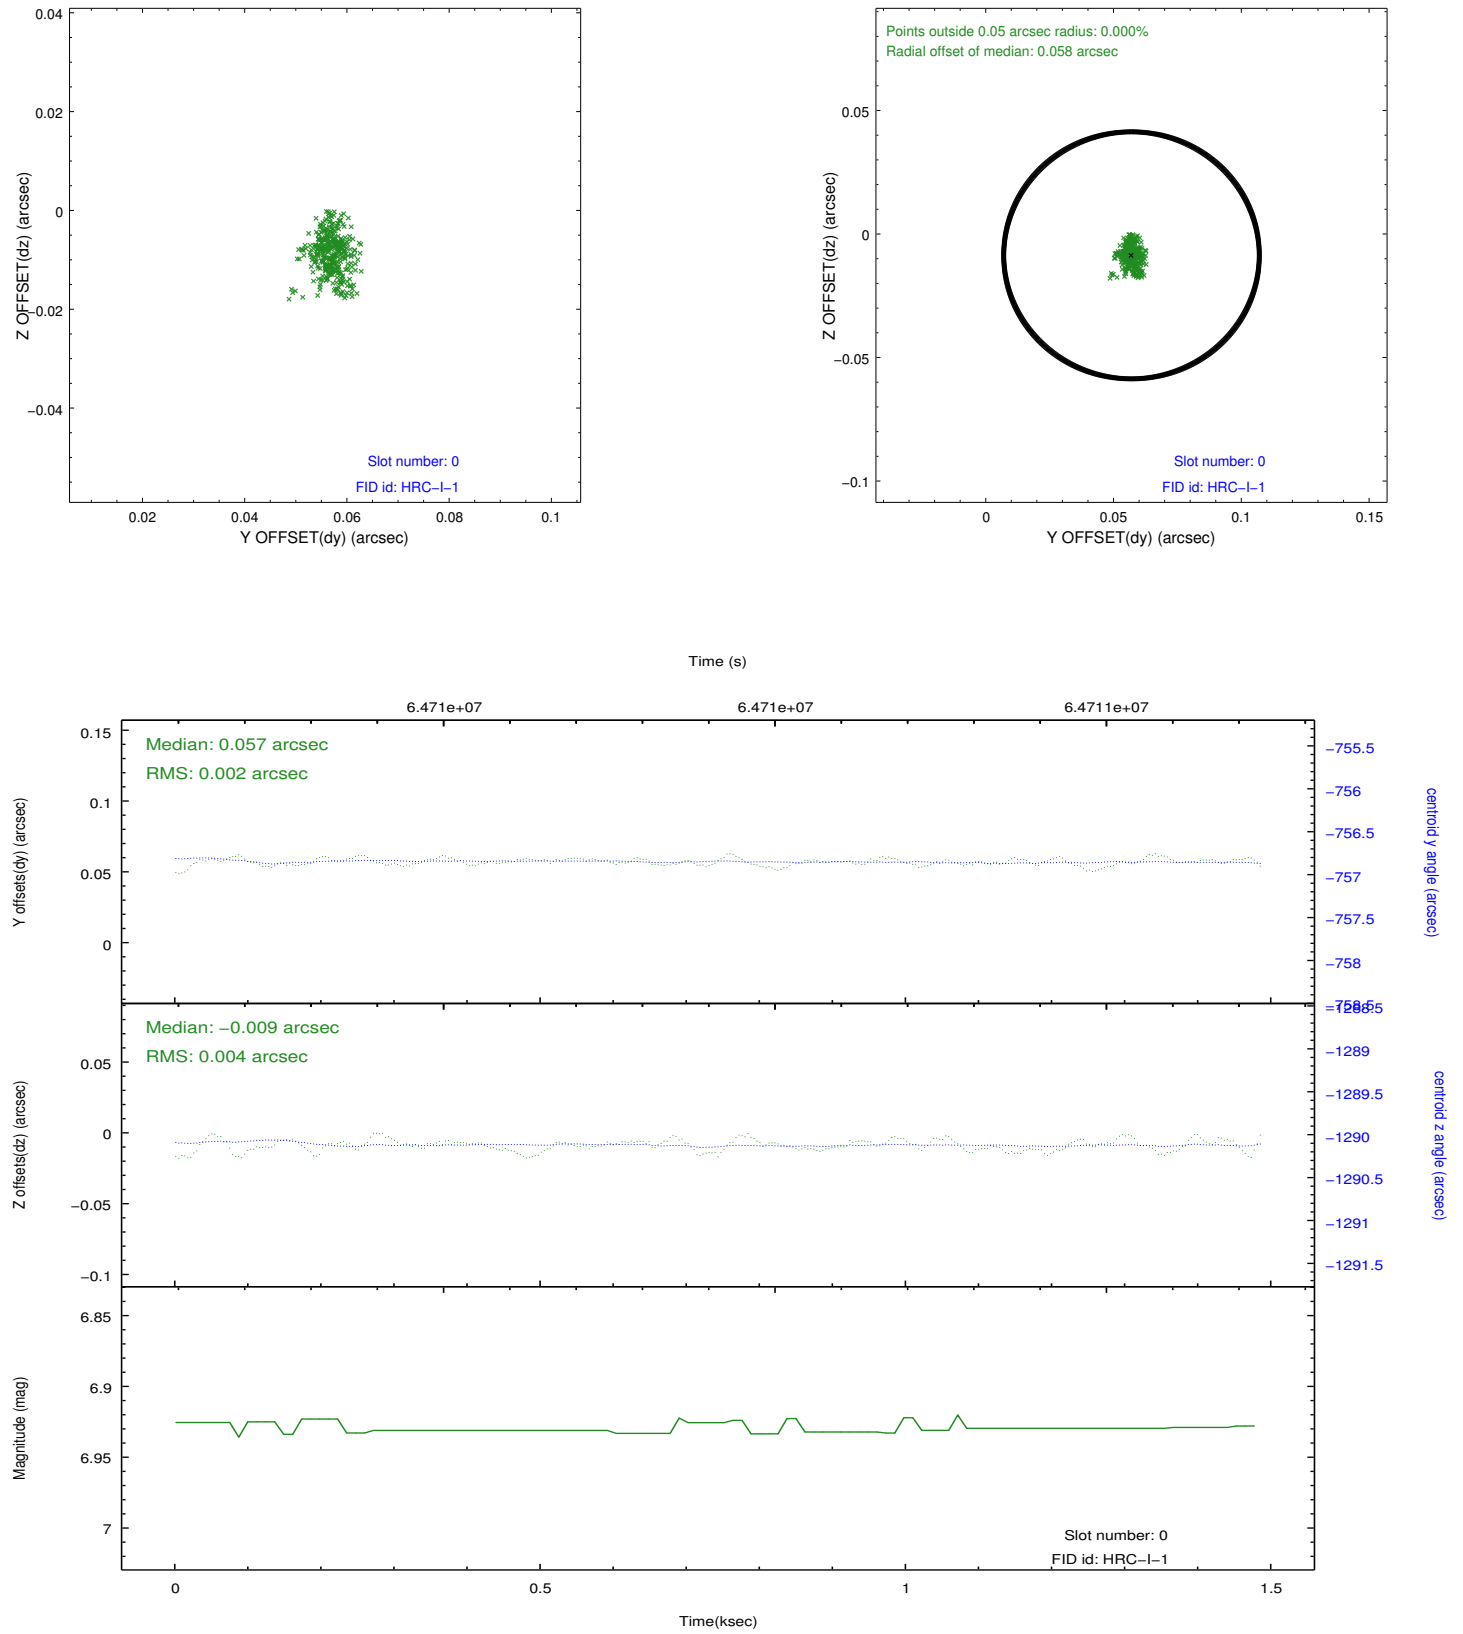 0.04
0.02
0
−0.02
−0.04
Z OFFSET(dz) (arcsec)
Slot number: 0
FID id: HRC−I−1
0.02 0.04 0.06 0.08 0.1
Y OFFSET(dy) (arcsec)
Points outside 0.05 arcsec radius: 0.000%
Radial offset of median: 0.058 arcsec
0.05
0
−0.05
−0.1
Z OFFSET(dz) (arcsec)
Slot number: 0
FID id: HRC−I−1
0 0.05 0.1 0.15
Y OFFSET(dy) (arcsec)
Time (s)
6.471e+07 6.471e+07 6.4711e+07
Median: 0.057 arcsec
RMS: 0.002 arcsec
0.15
0.1
0.05
0
Y offsets(dy) (arcsec)
−755.5
−756
−756.5
−757
−757.5
−758
−758.5
centroid y angle (arcsec)
Median: −0.009 arcsec
RMS: 0.004 arcsec
0.05
0
−0.05
−0.1
Z offsets(dz) (arcsec)
−1288.5
−1289
−1289.5
−1290
−1290.5
−1291
−1291.5
centroid z angle (arcsec)
6.85
6.9
6.95
7
Magnitude (mag)
Slot number: 0
FID id: HRC−I−1
0 0.5 1 1.5
Time(ksec)